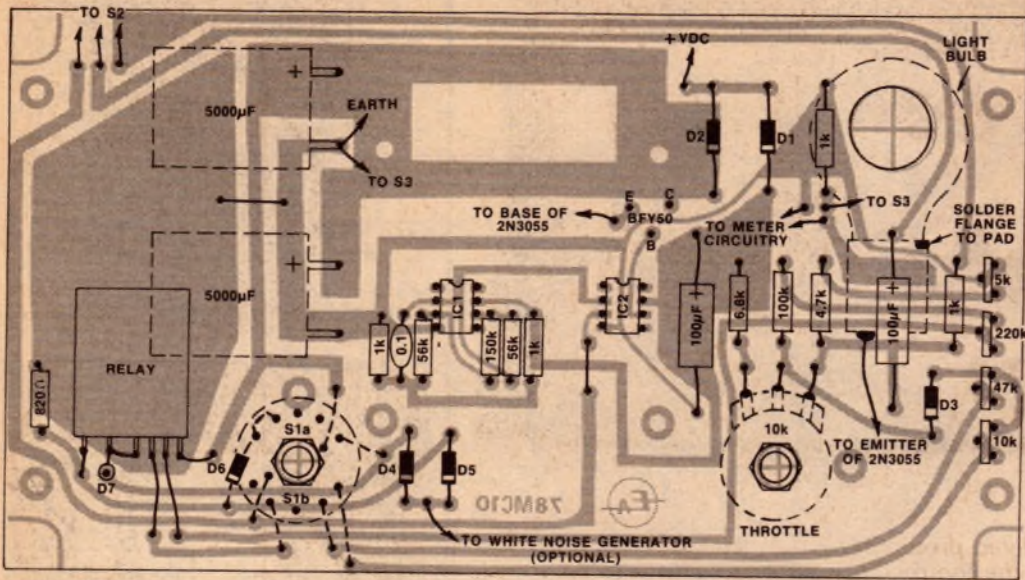 TO S2
+
5000µF
EARTH
TO S3
+VDC
LIGHT
BULB
D2
D1
1k
E
C
TO BASE OF
2N3055
BFY50
B
TO S3
TO METER
CIRCUITRY
SOLDER
FLANGE
TO PAD
+
5000µF
IC1
IC2
+
100µF
6.8k
100k
4.7k
+
100µF
1k
5k
220k
47k
10k
1k
0.1
56k
150k
56k
1k
RELAY
820Ω
D7
D6
S1a
S1b
D4
D5
10k
THROTTLE
D3
TO EMITTER
OF 2N3055
78MC10
EA
TO WHITE NOISE GENERATOR
(OPTIONAL)